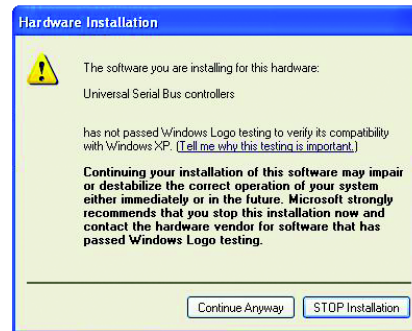 Hardware Installation
The software you are installing for this hardware:
Universal Serial Bus controllers
has not passed Windows Logo testing to verify its compatibility
with Windows XP. (Tell me why this testing is important.)
Continuing your installation of this software may impair
or destabilize the correct operation of your system
either immediately or in the future. Microsoft strongly
recommends that you stop this installation now and
contact the hardware vendor for software that has
passed Windows Logo testing.
Continue Anyway
STOP Installation